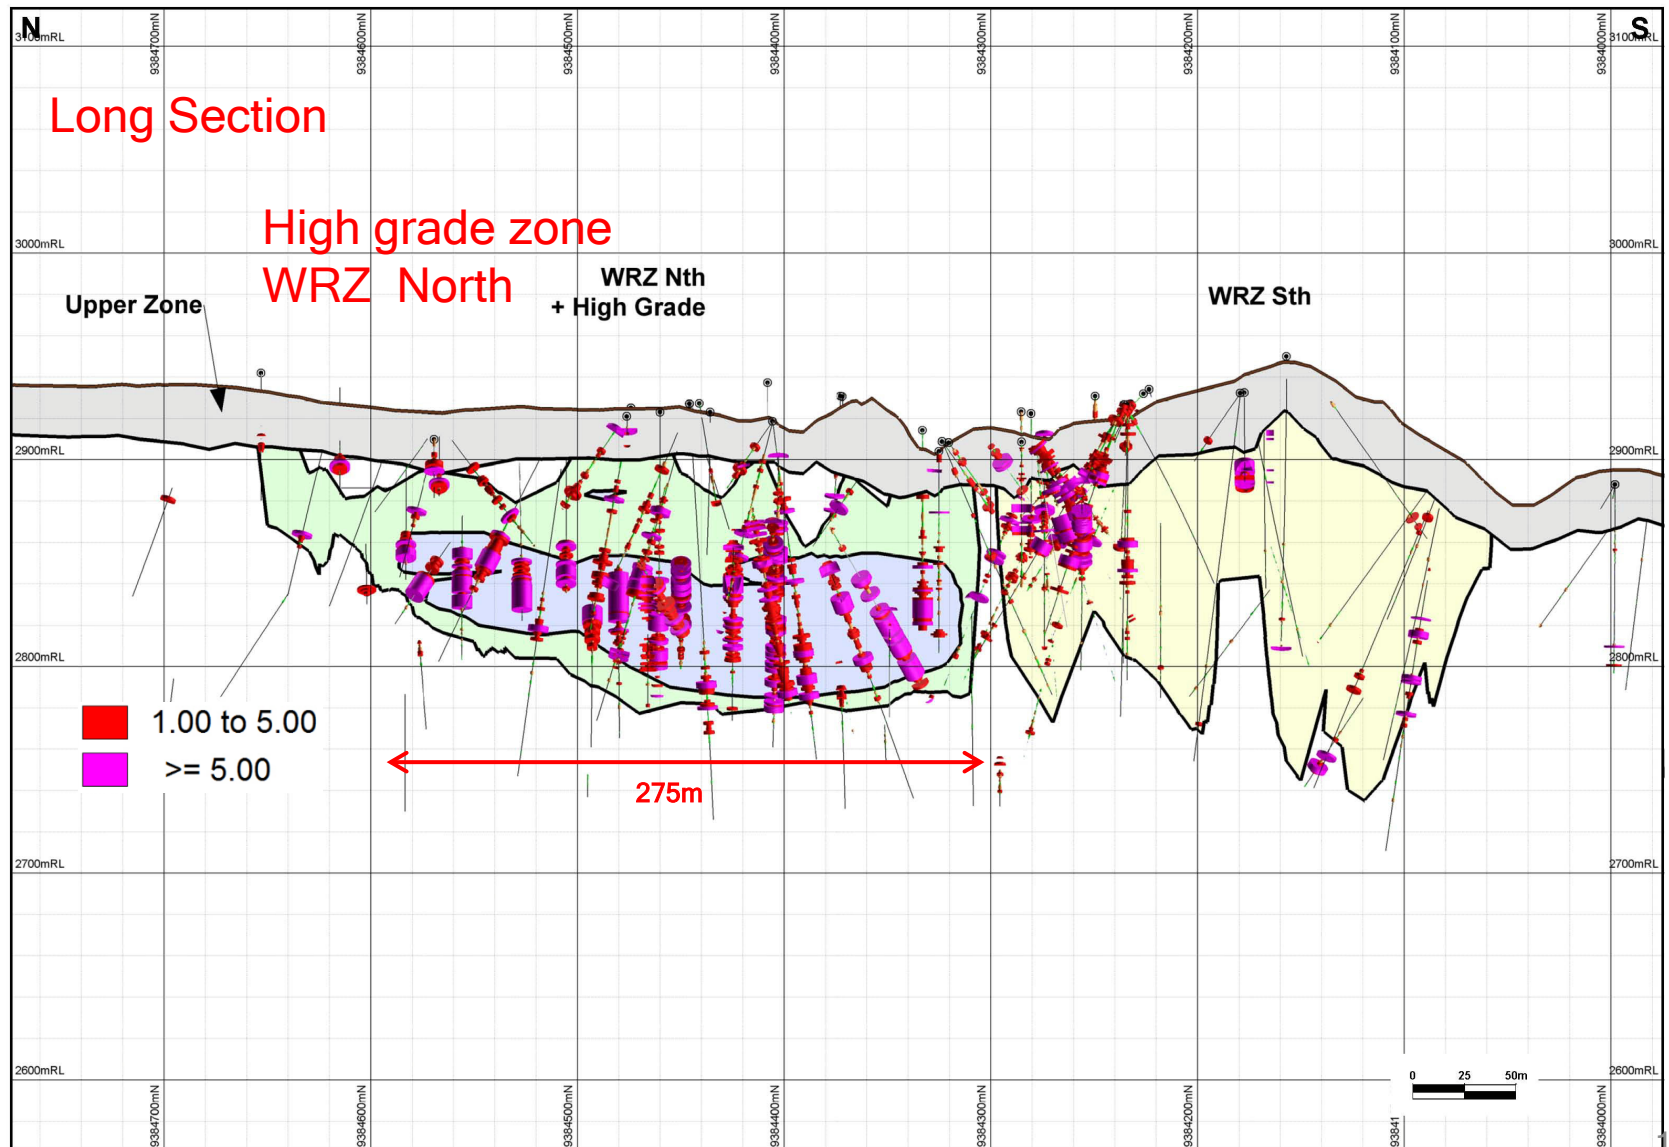 N
S
9384700mN
9384600mN
9384500mN
9384400mN
9384300mN
9384200mN
9384100mN
9384000mN
3100mRL
3100mRL
Long Section
High grade zone
WRZ North
3000mRL
3000mRL
Upper Zone
WRZ Nth
+ High Grade
WRZ Sth
2900mRL
2900mRL
2800mRL
2800mRL
1.00 to 5.00
>= 5.00
275m
2700mRL
2700mRL
2600mRL
2600mRL
0 25 50m
9384700mN
9384600mN
9384500mN
9384400mN
9384300mN
9384200mN
93841
9384000mN